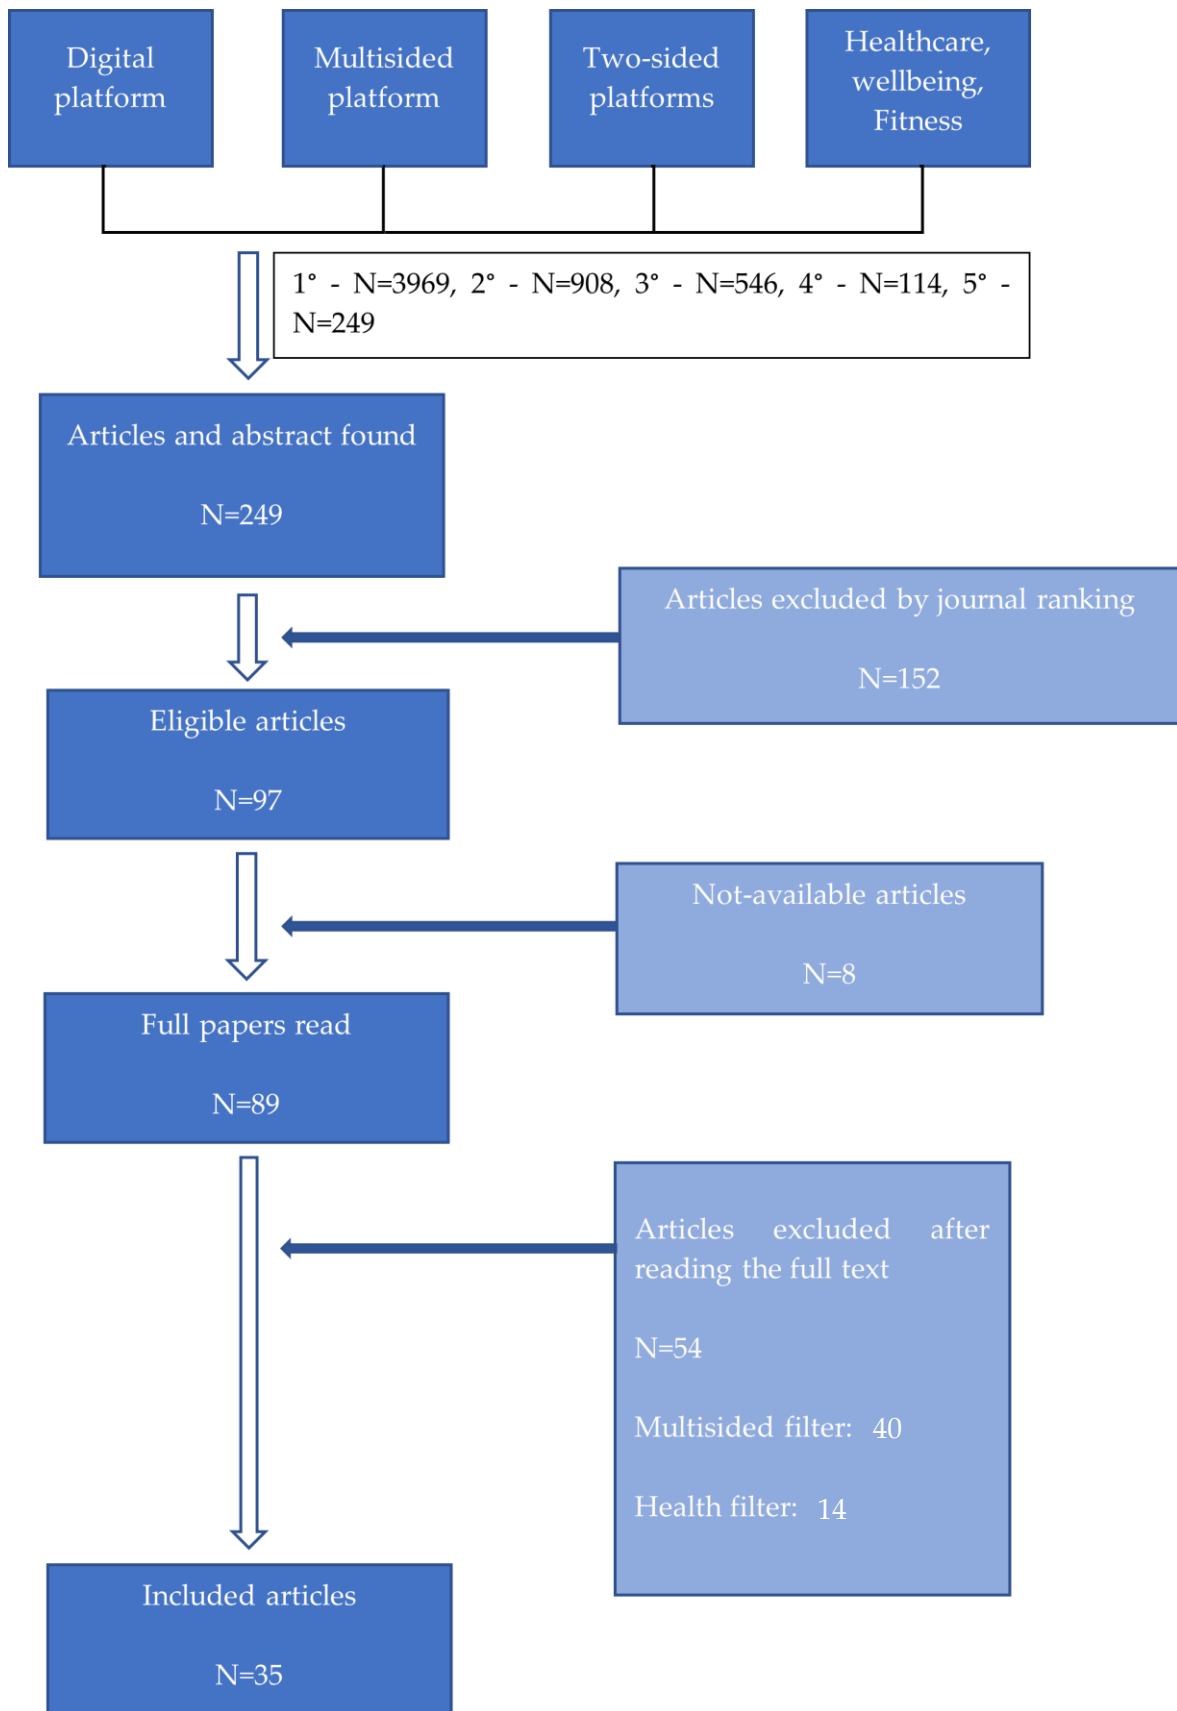 Digital
platform
Multisided
platform
Two-sided
platforms
Healthcare,
wellbeing,
Fitness
1° - N=3969, 2° - N=908, 3° - N=546, 4° - N=114, 5° -
N=249
Articles and abstract found
N=249
Articles excluded by journal ranking
N=152
Eligible articles
N=97
Not-available articles
N=8
Full papers read
N=89
Articles excluded after
reading the full text
N=54
Multisided filter: 40
Health filter: 14
Included articles
N=35